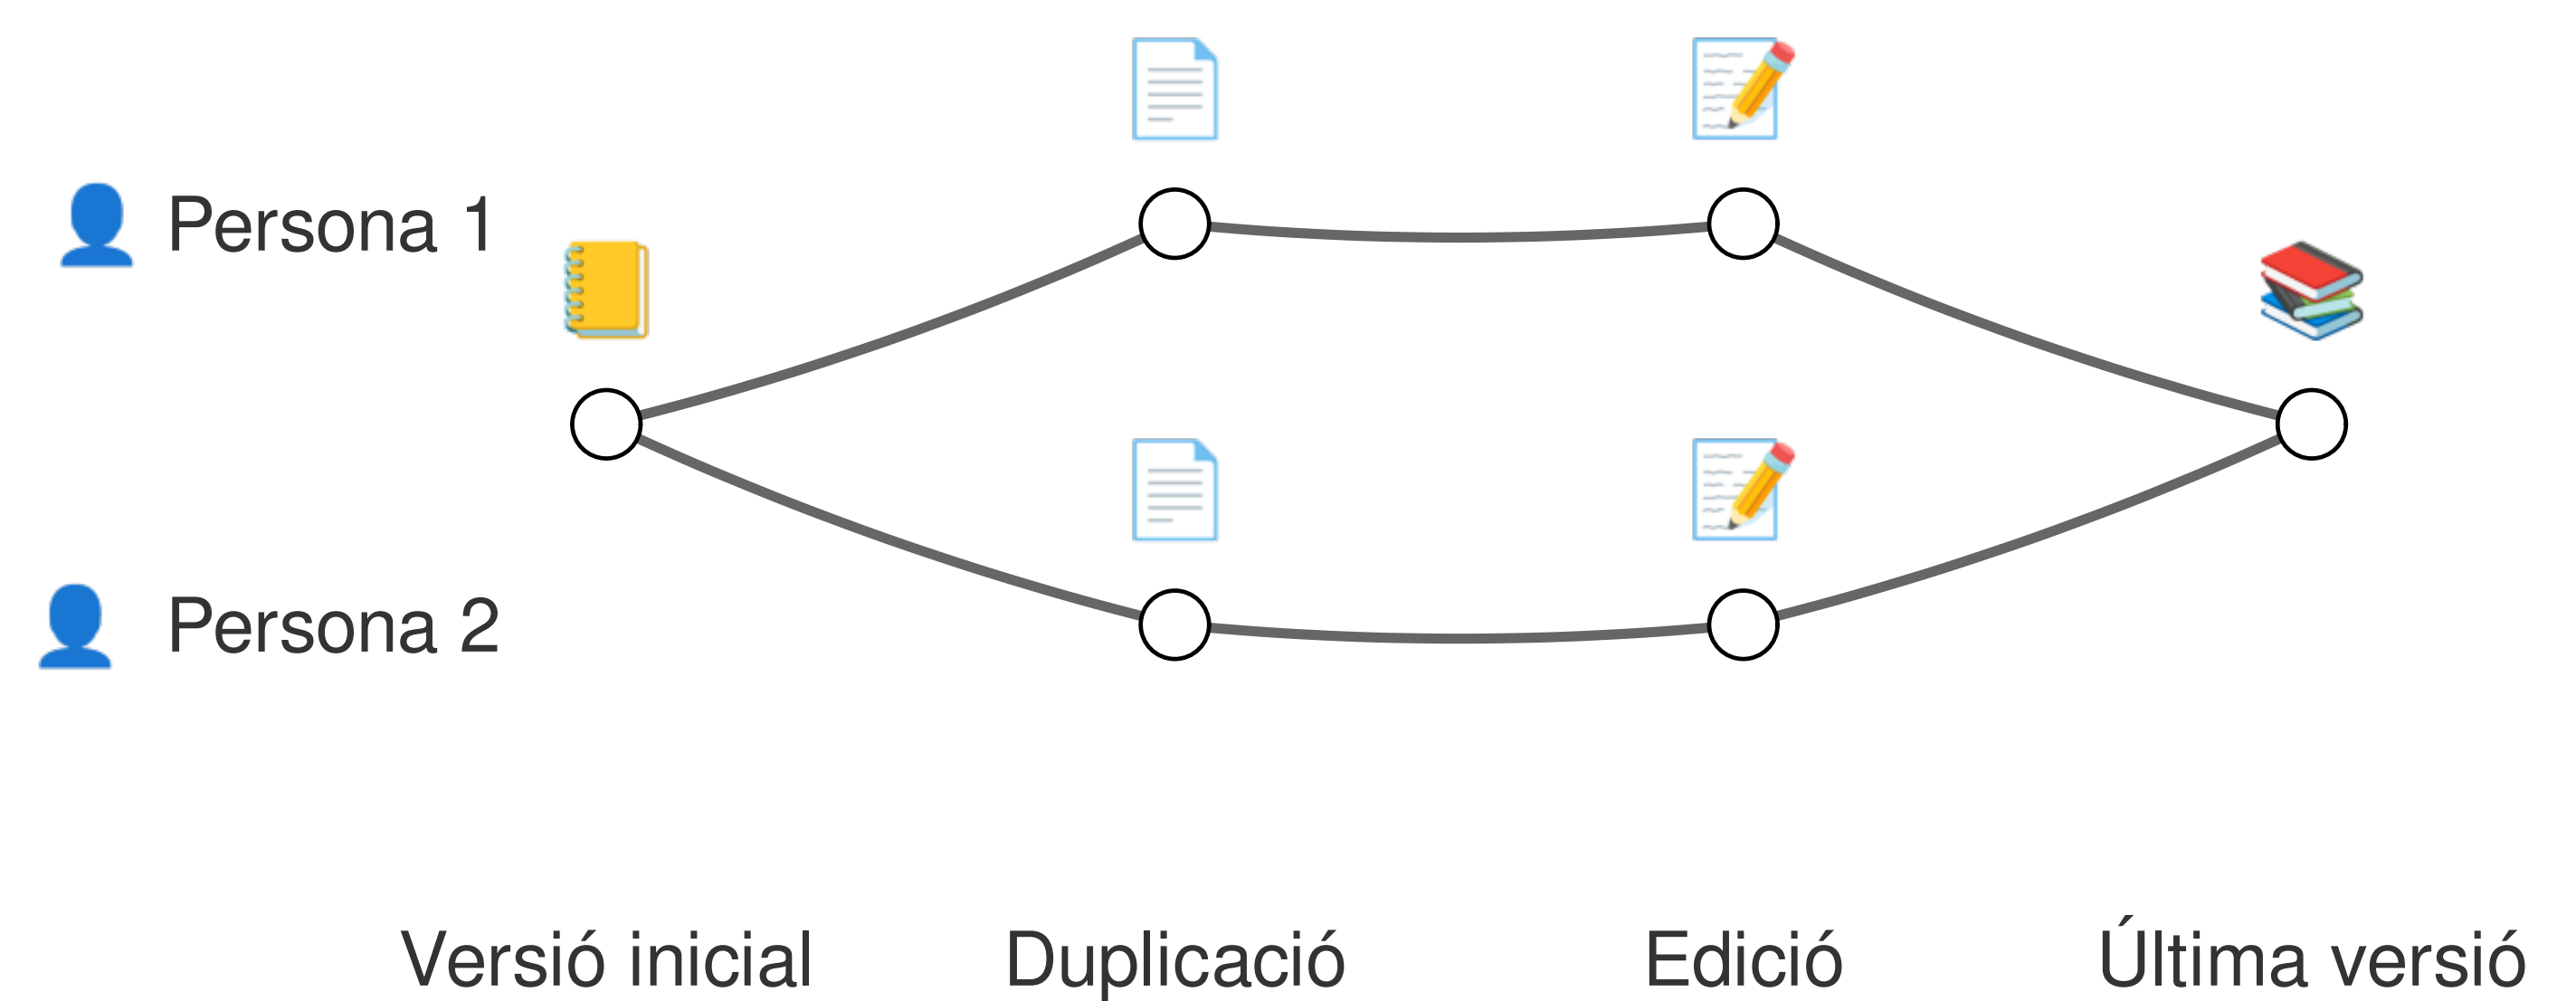 Persona 1
Persona 2
Versió inicial
Duplicació
Edició
Última versió